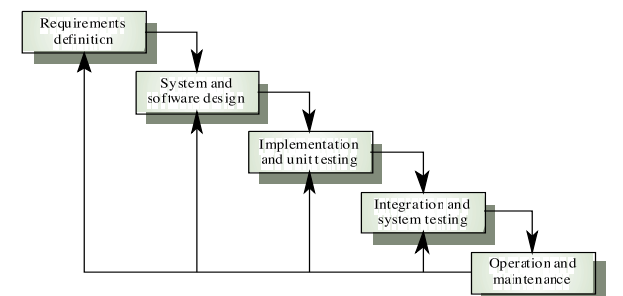 Requirements
definition
System and
software design
Implementation
and unit testing
Integration and
system testing
Operation and
maintenance